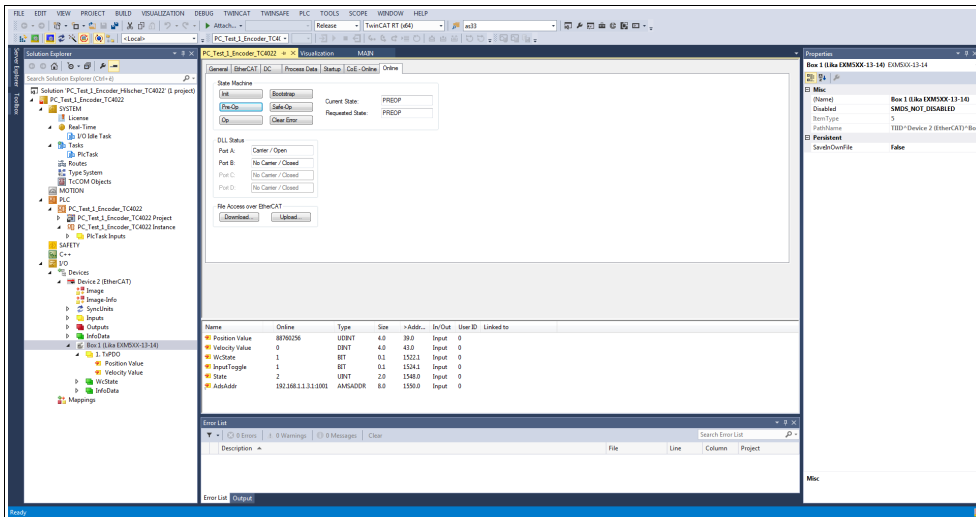 FILE EDIT VIEW PROJECT BUILD VISUALIZATION DEBUG TWINCAT TWINSAFE PLC TOOLS SCOPE WINDOW HELP
Attach... Release TwinCAT RT (x64) as33
<Local> PC_Test_1_Encoder_TC4(
Server Explorer
Toolbox
Solution Explorer
Search Solution Explorer (Ctrl+è)
Solution 'PC_Test_1_Encoder_Hilscher_TC4022' (1 project)
PC_Test_1_Encoder_TC4022
SYSTEM
License
Real-Time
I/O Idle Task
Tasks
PlcTask
Routes
Type System
TcCOM Objects
MOTION
PLC
PC_Test_1_Encoder_TC4022
PC_Test_1_Encoder_TC4022 Project
PC_Test_1_Encoder_TC4022 Instance
PlcTask Inputs
SAFETY
C++
I/O
Devices
Device 2 (EtherCAT)
Image
Image-Info
SyncUnits
Inputs
Outputs
InfoData
Box 1 (Lika EXM5XX-13-14)
1. TxPDO
Position Value
Velocity Value
WcState
InfoData
Mappings
PC_Test_1_Encoder_TC4022 Visualization MAIN
General EtherCAT DC Process Data Startup CoE - Online Online
State Machine
Init Bootstrap
Pre-Op Safe-Op
Op Clear Error
Current State: PREOP
Requested State: PREOP
DLL Status
Port A: Carrier / Open
Port B: No Carrier / Closed
Port C: No Carrier / Closed
Port D: No Carrier / Closed
File Access over EtherCAT
Download... Upload...
Name Online Type Size >Addr... In/Out User ID Linked to
Position Value 88760256 UDINT 4.0 39.0 Input 0
Velocity Value 0 DINT 4.0 43.0 Input 0
WcState 1 BIT 0.1 1522.1 Input 0
InputToggle 1 BIT 0.1 1524.1 Input 0
State 2 UINT 2.0 1548.0 Input 0
AdsAddr 192.168.1.1.3.1:1001 AMSADDR 8.0 1550.0 Input 0
Error List
0 Errors 0 Warnings 0 Messages Clear
Search Error List
Description File Line Column Project
Error List Output
Properties
Box 1 (Lika EXM5XX-13-14) EXM5XX-13-14
Misc
(Name) Box 1 (Lika EXM5XX-13-14)
Disabled SMDS_NOT_DISABLED
ItemType 5
PathName TIID^Device 2 (EtherCAT)^Bo
Persistent
SaveInOwnFile False
Misc
Ready